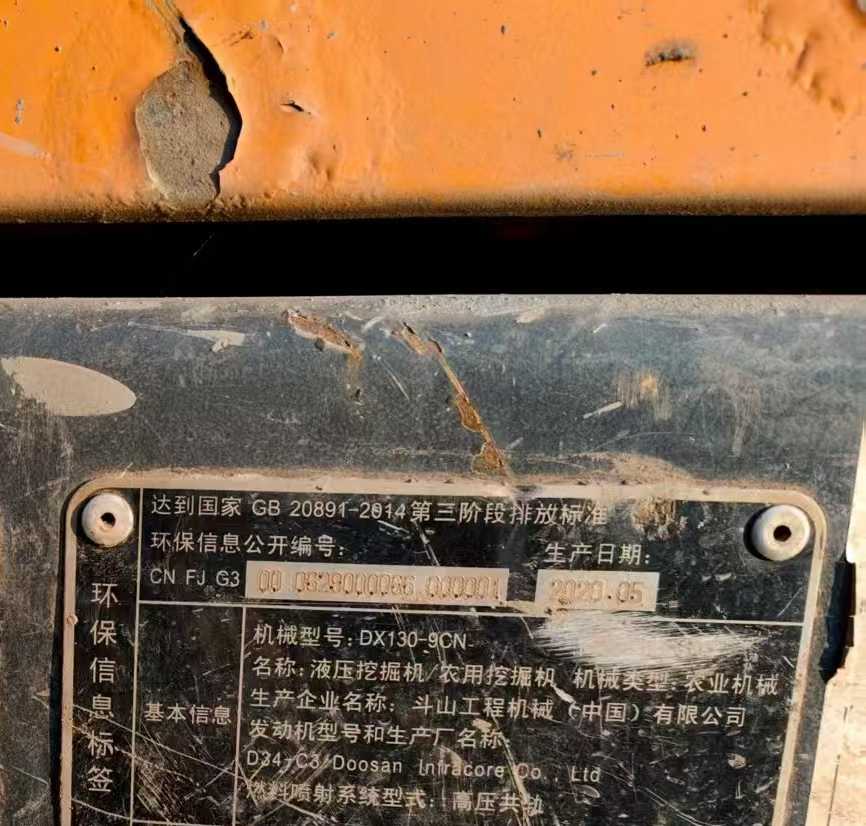 达到国家 GB 20891-2014 第三阶段排放标准
环保信息公开编号：
生产日期：
CN FJ G3 00 0629000066 000001
2020.05
环保信息标签
基本信息
机械型号：DX130-9CN
名称：液压挖掘机/农用挖掘机 机械类型：农业机械
生产企业名称：斗山工程机械（中国）有限公司
发动机型号和生产厂名称
D34-C3/Doosan Infracore Co., Ltd
燃料喷射系统型式：高压共轨